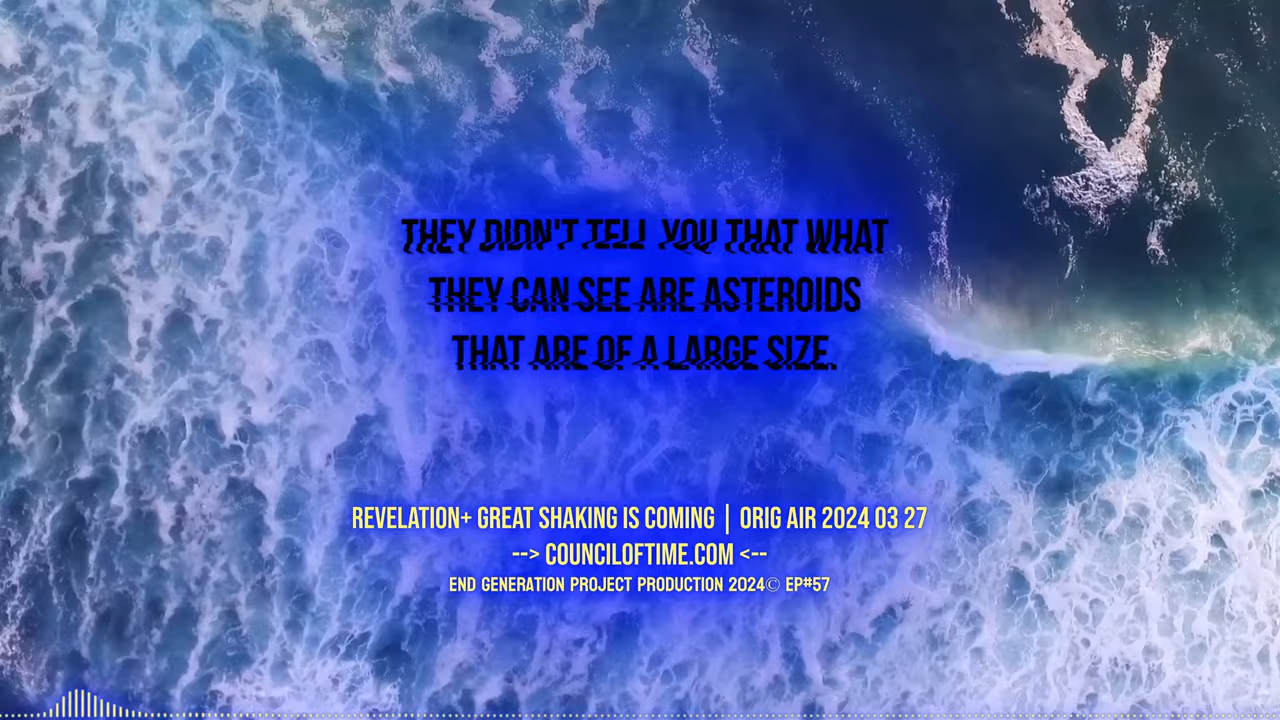 THEY DIDN'T TELL YOU THAT WHAT
THEY CAN SEE ARE ASTEROIDS
THAT ARE OF A LARGE SIZE.
REVELATION+ GREAT SHAKING IS COMING | ORIG AIR 2024 03 27
--> COUNCILOFTIME.COM <--
END GENERATION PROJECT PRODUCTION 2024© EP#57